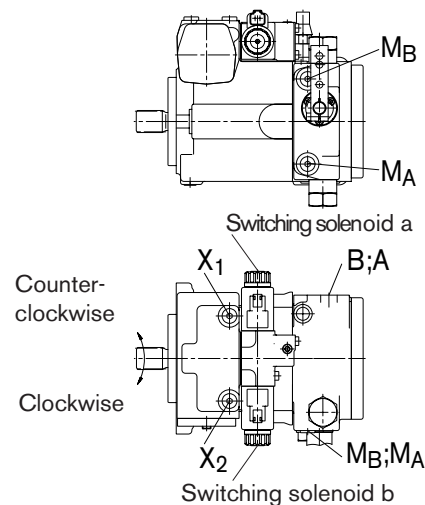 MB
MA
Switching solenoid a
X1
B;A
Counter-
clockwise
Clockwise
X2
MB;MA
Switching solenoid b